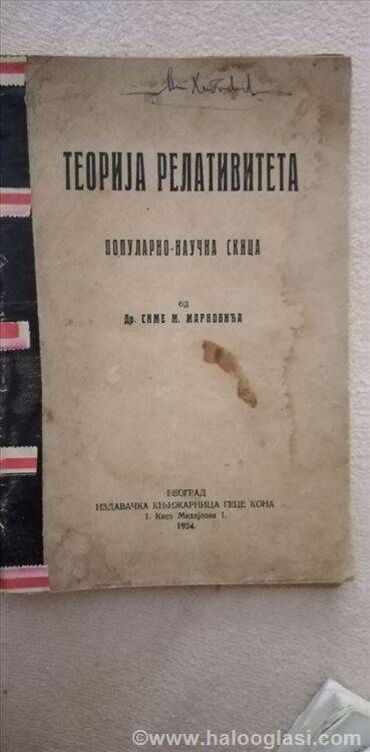 ТЕОРИЈА РЕЛАТИВИТЕТА
ПОПУЛАРНО-НАУЧНА СКИЦА
ОД
Др. СИМЕ М. МАРКОВИЋА
БЕОГРАД
ИЗДАВАЧКА КЊИЖАРНИЦА ГЕЦЕ КОНА
1. Кнез Михајлова 1.
1924
©www.halooglasi.com